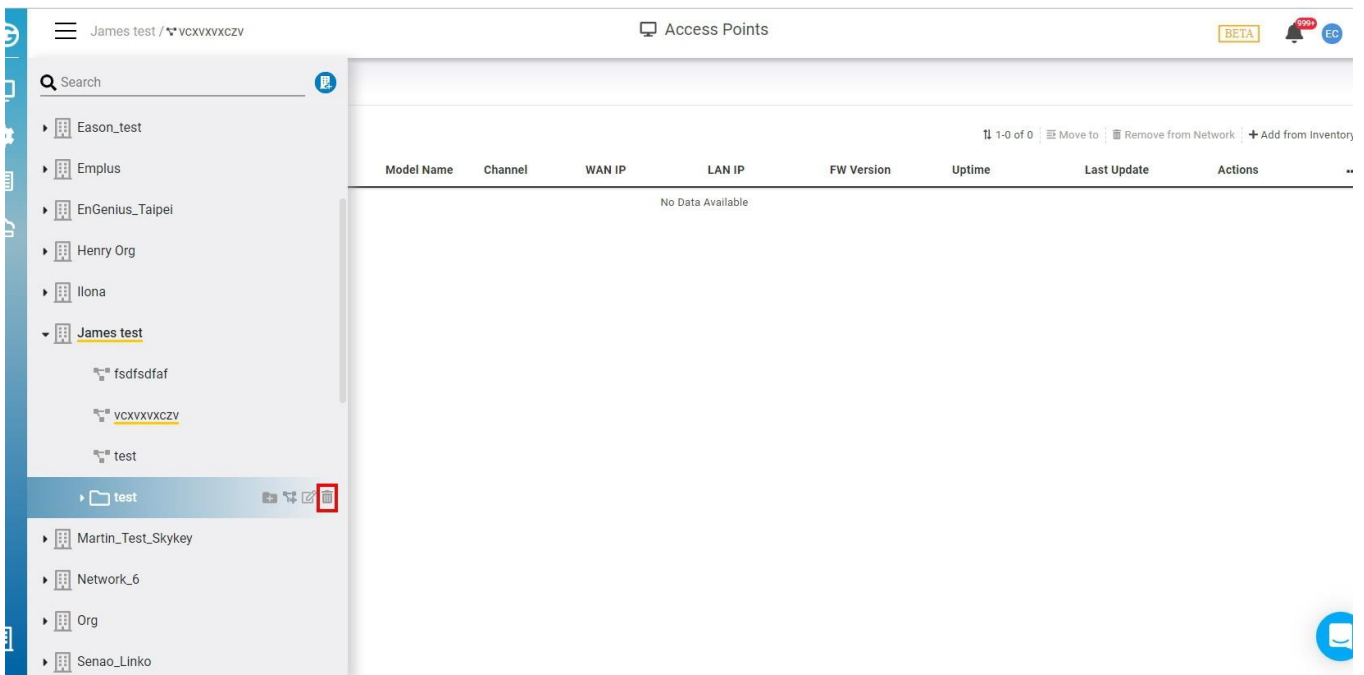 James test / vcxvxvxczv
Access Points
BETA
999+
EC
Search
Eason_test
Emplus
EnGenius_Taipei
Henry Org
Ilona
James test
fsdfsdfaf
vcxvxvxczv
test
test
Martin_Test_Skykey
Network_6
Org
Senao_Linko
1-0 of 0 Move to Remove from Network + Add from Inventory
Model Name Channel WAN IP LAN IP FW Version Uptime Last Update Actions
No Data Available